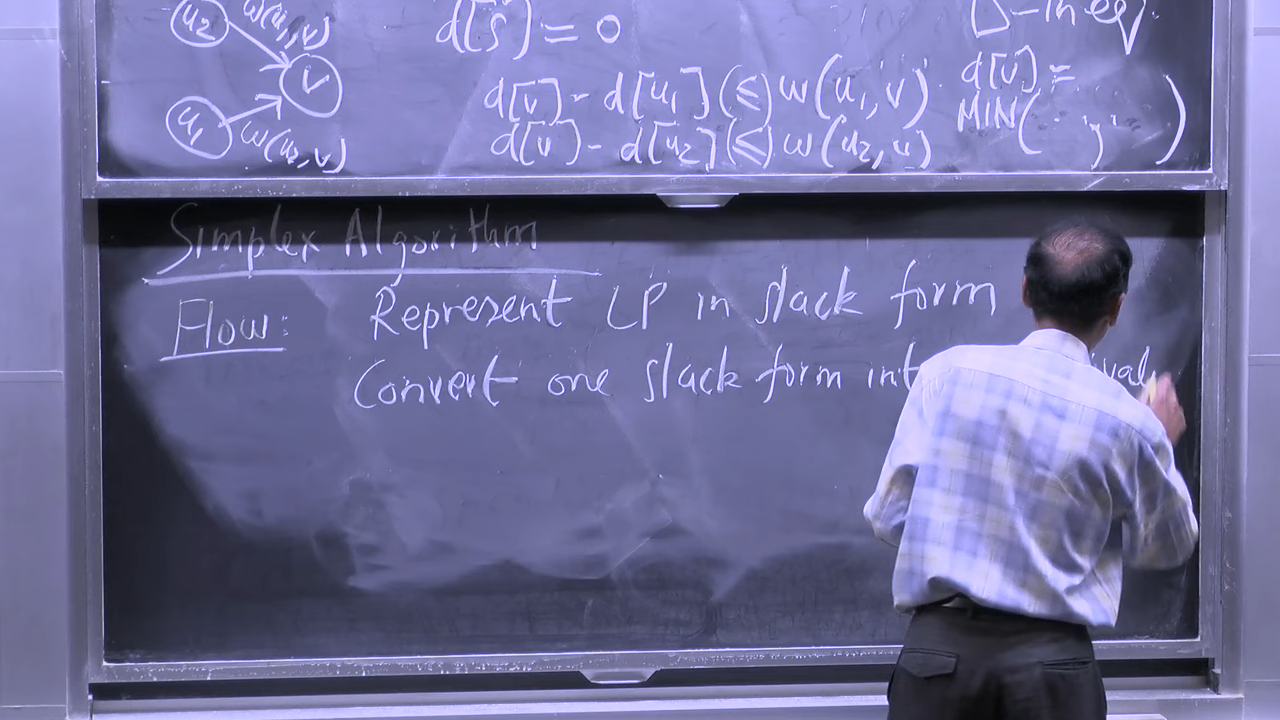 u2 w(u1,v)
v
u1 w(u2,v)
d[s] = 0
d[v] - d[u1] (≤) w(u1,v)
d[v] - d[u2] (≤) w(u2,v)
Δ-ineq.
d[v] =
MIN( , )
Simplex Algorithm
Flow: Represent LP in slack form
Convert one slack form